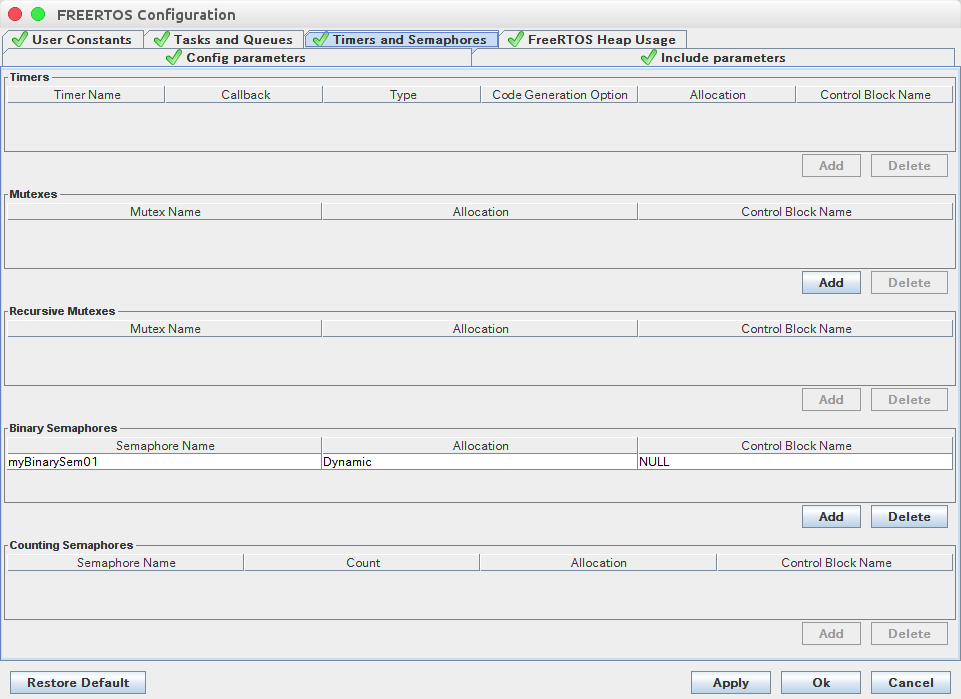 FREERTOS Configuration
User Constants Tasks and Queues Timers and Semaphores FreeRTOS Heap Usage
Config parameters Include parameters
Timers
Timer Name Callback Type Code Generation Option Allocation Control Block Name
Add Delete
Mutexes
Mutex Name Allocation Control Block Name
Add Delete
Recursive Mutexes
Mutex Name Allocation Control Block Name
Add Delete
Binary Semaphores
Semaphore Name Allocation Control Block Name
myBinarySem01 Dynamic NULL
Add Delete
Counting Semaphores
Semaphore Name Count Allocation Control Block Name
Add Delete
Restore Default Apply Ok Cancel